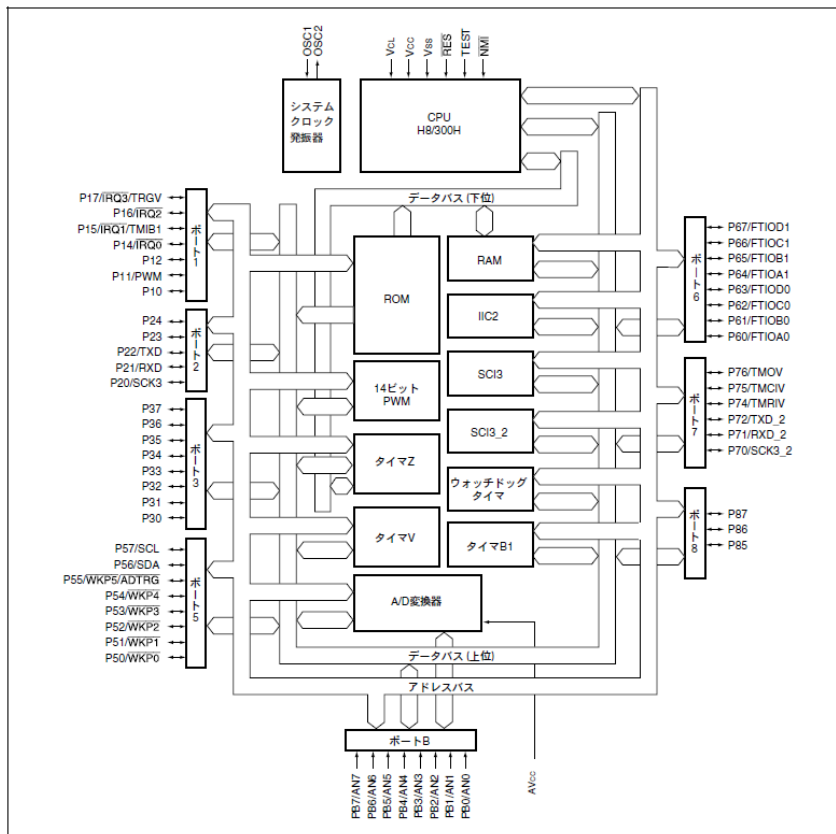 OSC1
OSC2
VCL
VCC
VSS
RES
TEST
NMI
システム
クロック
発振器
CPU
H8/300H
データバス (下位)
P17/IRQ3/TRGV
P16/IRQ2
P15/IRQ1/TMIB1
P14/IRQ0
P12
P11/PWM
P10
ポート1
P24
P23
P22/TXD
P21/RXD
P20/SCK3
ポート2
P37
P36
P35
P34
P33
P32
P31
P30
ポート3
P57/SCL
P56/SDA
P55/WKP5/ADTRG
P54/WKP4
P53/WKP3
P52/WKP2
P51/WKP1
P50/WKP0
ポート5
ROM
14ビット
PWM
タイマZ
タイマV
A/D変換器
RAM
IIC2
SCI3
SCI3_2
ウォッチドッグ
タイマ
タイマB1
ポート6
P67/FTIOD1
P66/FTIOC1
P65/FTIOB1
P64/FTIOA1
P63/FTIOD0
P62/FTIOC0
P61/FTIOB0
P60/FTIOA0
ポート7
P76/TMOV
P75/TMCIV
P74/TMRIV
P72/TXD_2
P71/RXD_2
P70/SCK3_2
ポート8
P87
P86
P85
データバス (上位)
アドレスバス
ポートB
PB7/AN7
PB6/AN6
PB5/AN5
PB4/AN4
PB3/AN3
PB2/AN2
PB1/AN1
PB0/AN0
AVCC